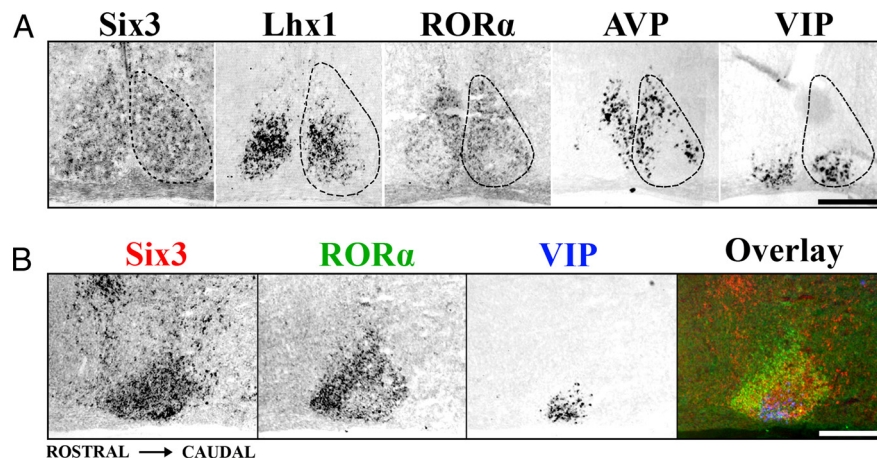 A Six3 Lhx1 RORα AVP VIP
B Six3 RORα VIP Overlay
ROSTRAL → CAUDAL